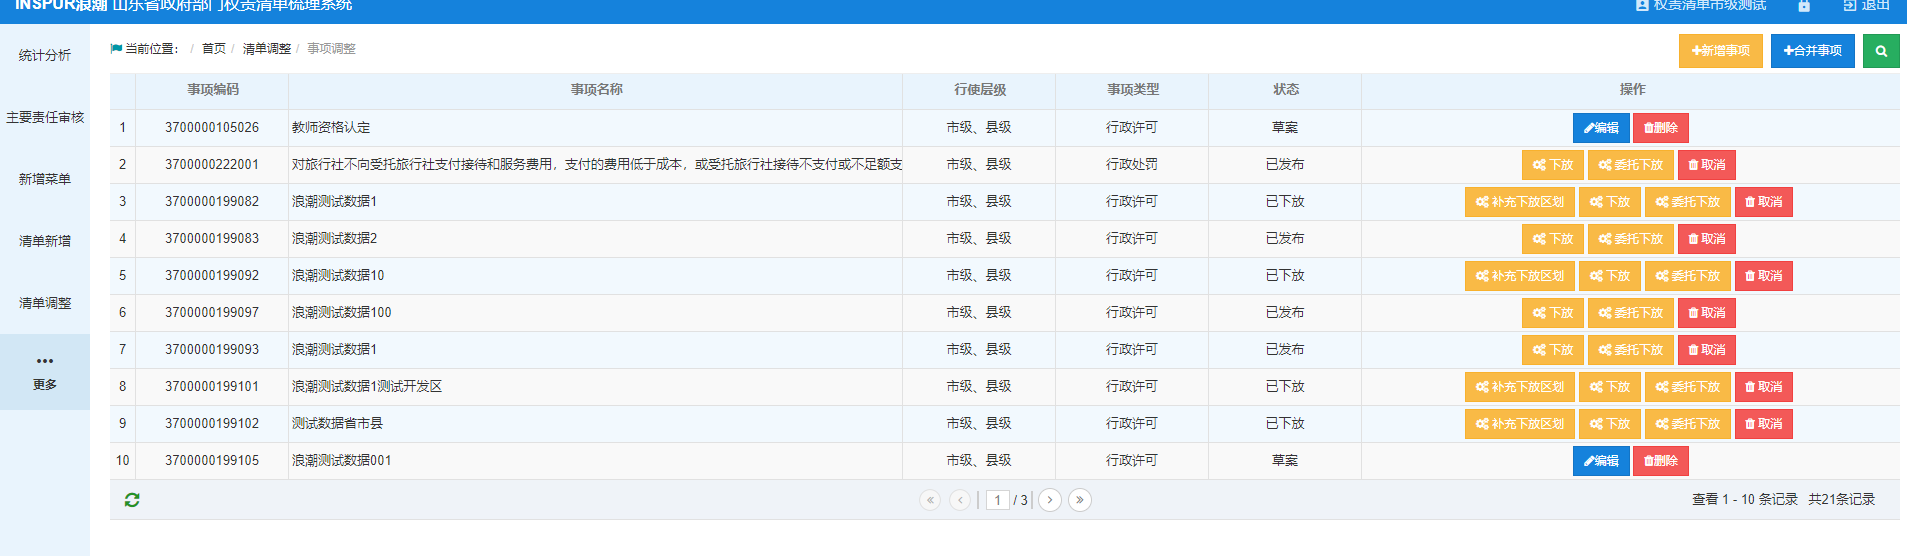 INSPUR浪潮 山东省政府部门权责清单梳理系统
权责清单市级测试 退出
统计分析
主要责任审核
新增菜单
清单新增
清单调整
更多
当前位置： / 首页 / 清单调整 / 事项调整
新增事项 合并事项
事项编码 事项名称 行使层级 事项类型 状态 操作
1 3700000105026 教师资格认定 市级、县级 行政许可 草案 编辑 删除
2 3700000222001 对旅行社不向受托旅行社支付接待和服务费用，支付的费用低于成本，或受托旅行社接待不支付或不足额支 市级、县级 行政处罚 已发布 下放 委托下放 取消
3 3700000199082 浪潮测试数据1 市级、县级 行政许可 已下放 补充下放区划 下放 委托下放 取消
4 3700000199083 浪潮测试数据2 市级、县级 行政许可 已发布 下放 委托下放 取消
5 3700000199092 浪潮测试数据10 市级、县级 行政许可 已下放 补充下放区划 下放 委托下放 取消
6 3700000199097 浪潮测试数据100 市级、县级 行政许可 已发布 下放 委托下放 取消
7 3700000199093 浪潮测试数据1 市级、县级 行政许可 已发布 下放 委托下放 取消
8 3700000199101 浪潮测试数据1测试开发区 市级、县级 行政许可 已下放 补充下放区划 下放 委托下放 取消
9 3700000199102 测试数据省市县 市级、县级 行政许可 已下放 补充下放区划 下放 委托下放 取消
10 3700000199105 浪潮测试数据001 市级、县级 行政许可 草案 编辑 删除
1 / 3
查看 1 - 10 条记录 共21条记录